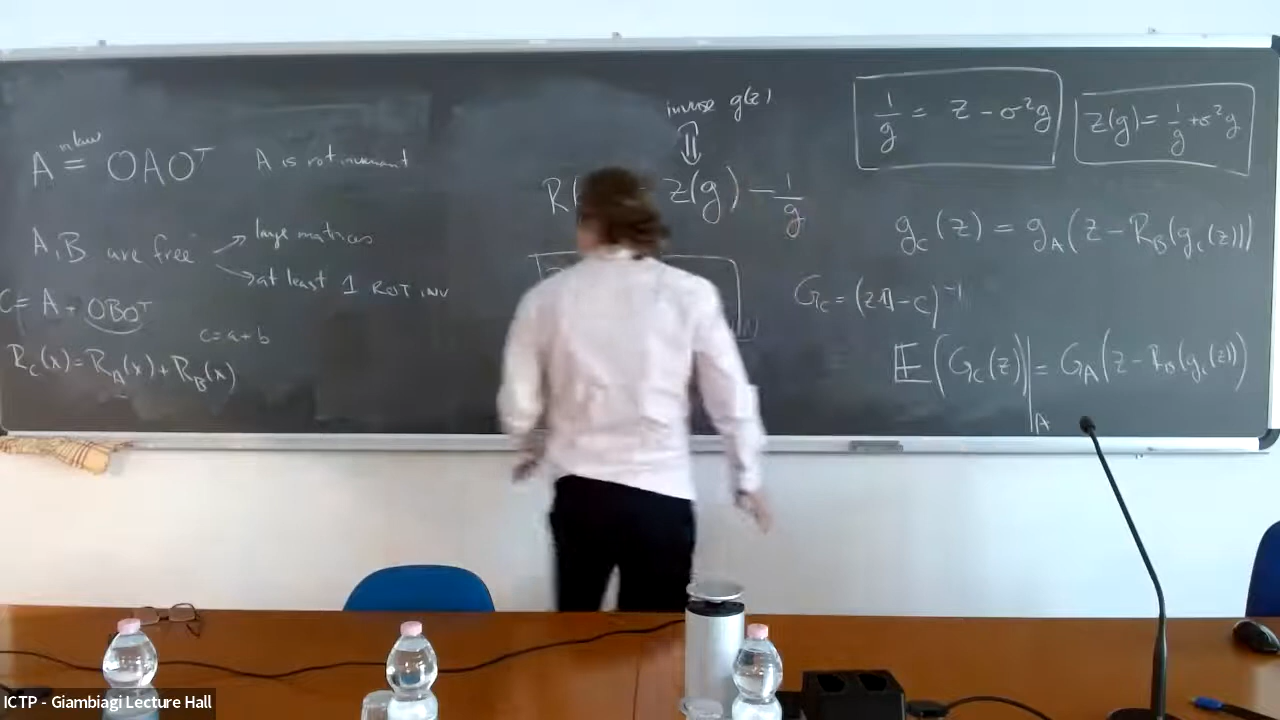 A =^{in law} OAO^T A is rot invariant
A, B are free → large matrices
→ at least 1 ROT INV
C = A + OBO^T
c = a + b
R_C(x) = R_A(x) + R_B(x)
inverse g(z)
⇓
R( z(g) - 1/g
1/g = z - σ²g
z(g) = 1/g + σ²g
g_C(z) = g_A(z - R_B(g_C(z)))
G_C = (z𝟙 - C)^{-1}
𝔼(G_C(z))|_A = G_A(z - R_B(g_C(z)))
ICTP - Giambiagi Lecture Hall